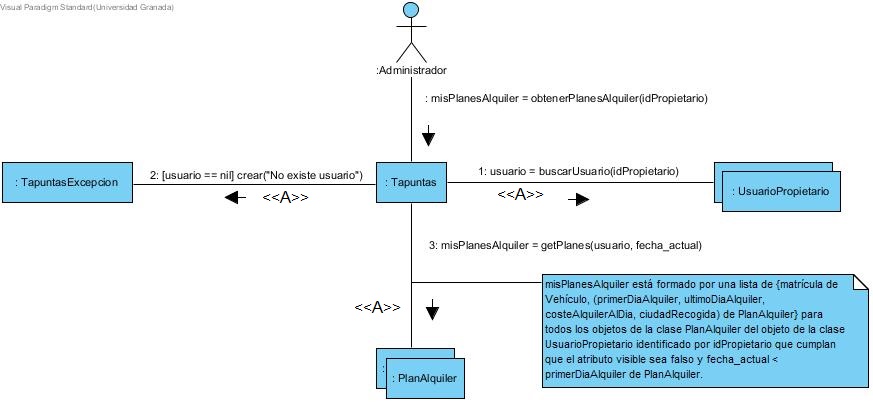 Visual Paradigm Standard(Universidad Granada)
:Administrador
: misPlanesAlquiler = obtenerPlanesAlquiler(idPropietario)
2: [usuario == nil] crear("No existe usuario")
1: usuario = buscarUsuario(idPropietario)
: TapuntasExcepcion
: Tapuntas
: UsuarioPropietario
<<A>>
<<A>>
3: misPlanesAlquiler = getPlanes(usuario, fecha_actual)
<<A>>
misPlanesAlquiler está formado por una lista de {matrícula de
Vehículo, (primerDiaAlquiler, ultimoDiaAlquiler,
costeAlquilerAlDia, ciudadRecogida) de PlanAlquiler} para
todos los objetos de la clase PlanAlquiler del objeto de la clase
UsuarioPropietario identificado por idPropietario que cumplan
que el atributo visible sea falso y fecha_actual <
primerDiaAlquiler de PlanAlquiler.
:
: PlanAlquiler